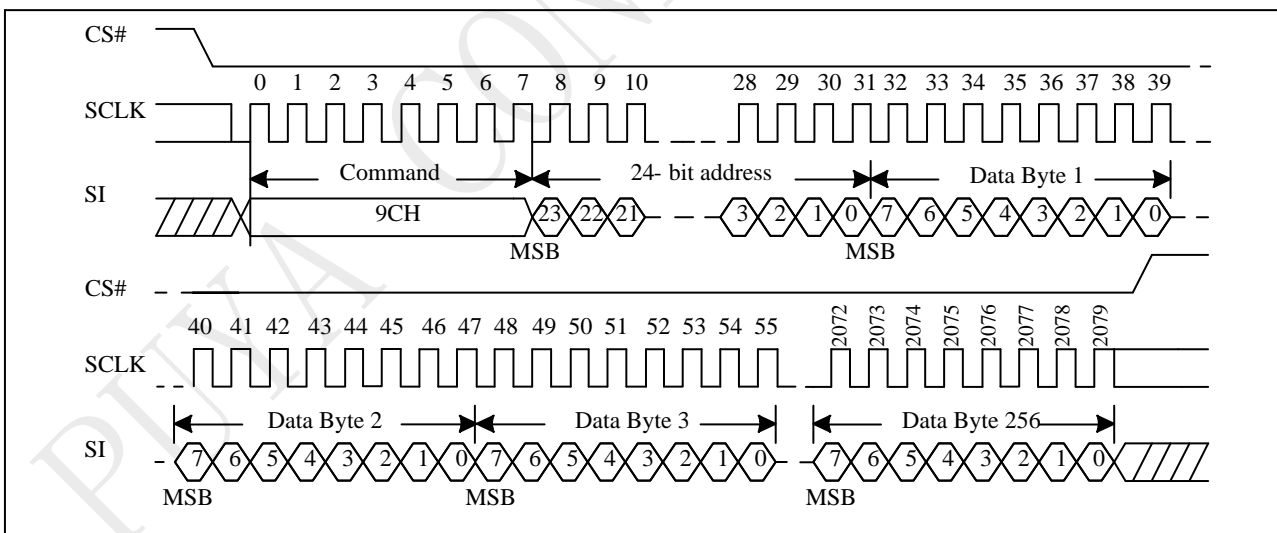 PUYA CON
CS#
0 1 2 3 4 5 6 7 8 9 10 28 29 30 31 32 33 34 35 36 37 38 39
SCLK
Command 24- bit address Data Byte 1
SI
9CH 23 22 21 3 2 1 0 7 6 5 4 3 2 1 0
MSB MSB
CS#
40 41 42 43 44 45 46 47 48 49 50 51 52 53 54 55 2072 2073 2074 2075 2076 2077 2078 2079
SCLK
Data Byte 2 Data Byte 3 Data Byte 256
SI
7 6 5 4 3 2 1 0 7 6 5 4 3 2 1 0 7 6 5 4 3 2 1 0
MSB MSB MSB